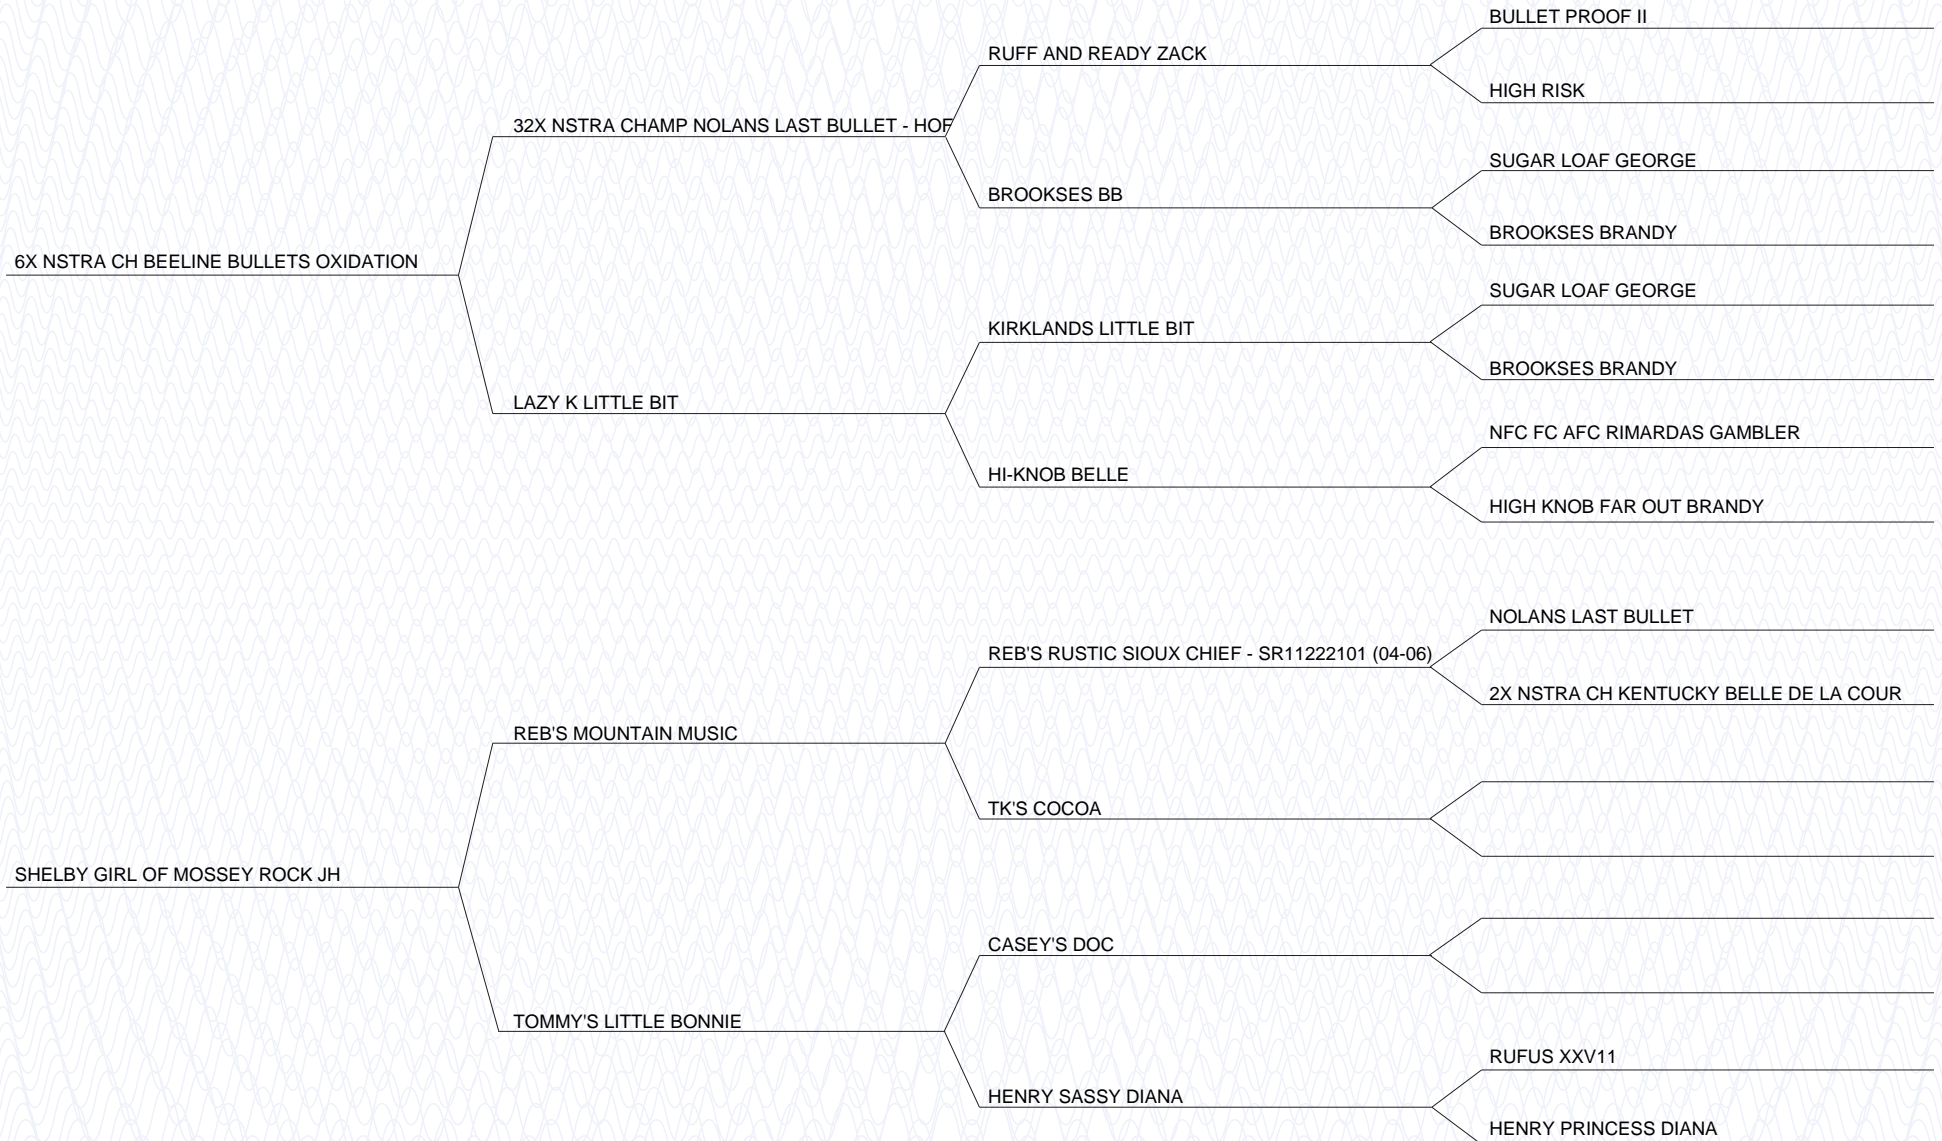 BULLET PROOF II
RUFF AND READY ZACK
HIGH RISK
32X NSTRA CHAMP NOLANS LAST BULLET - HOF
SUGAR LOAF GEORGE
BROOKSES BB
BROOKSES BRANDY
6X NSTRA CH BEELINE BULLETS OXIDATION
SUGAR LOAF GEORGE
KIRKLANDS LITTLE BIT
BROOKSES BRANDY
LAZY K LITTLE BIT
NFC FC AFC RIMARDAS GAMBLER
HI-KNOB BELLE
HIGH KNOB FAR OUT BRANDY
NOLANS LAST BULLET
REB'S RUSTIC SIOUX CHIEF - SR11222101 (04-06)
2X NSTRA CH KENTUCKY BELLE DE LA COUR
REB'S MOUNTAIN MUSIC
TK'S COCOA
SHELBY GIRL OF MOSSEY ROCK JH
CASEY'S DOC
TOMMY'S LITTLE BONNIE
RUFUS XXV11
HENRY SASSY DIANA
HENRY PRINCESS DIANA